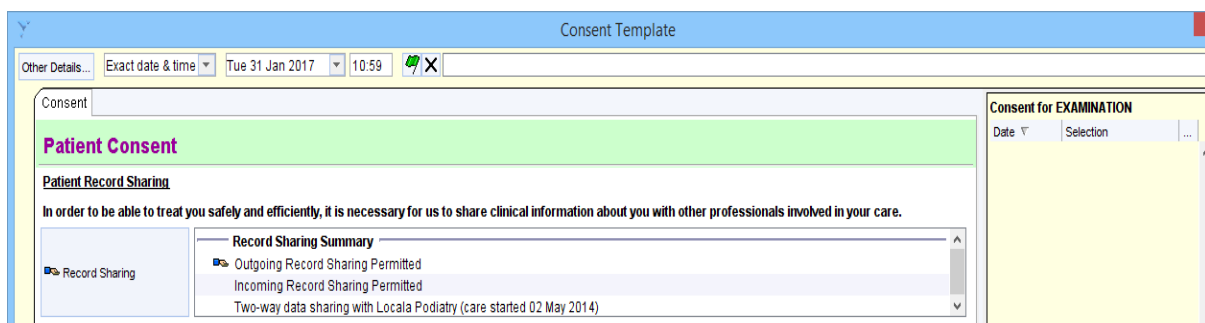 Consent Template
Other Details... Exact date & time Tue 31 Jan 2017 10:59
Consent
Patient Consent
Patient Record Sharing
In order to be able to treat you safely and efficiently, it is necessary for us to share clinical information about you with other professionals involved in your care.
Record Sharing
Record Sharing Summary
Outgoing Record Sharing Permitted
Incoming Record Sharing Permitted
Two-way data sharing with Locala Podiatry (care started 02 May 2014)
Consent for EXAMINATION
Date Selection ...